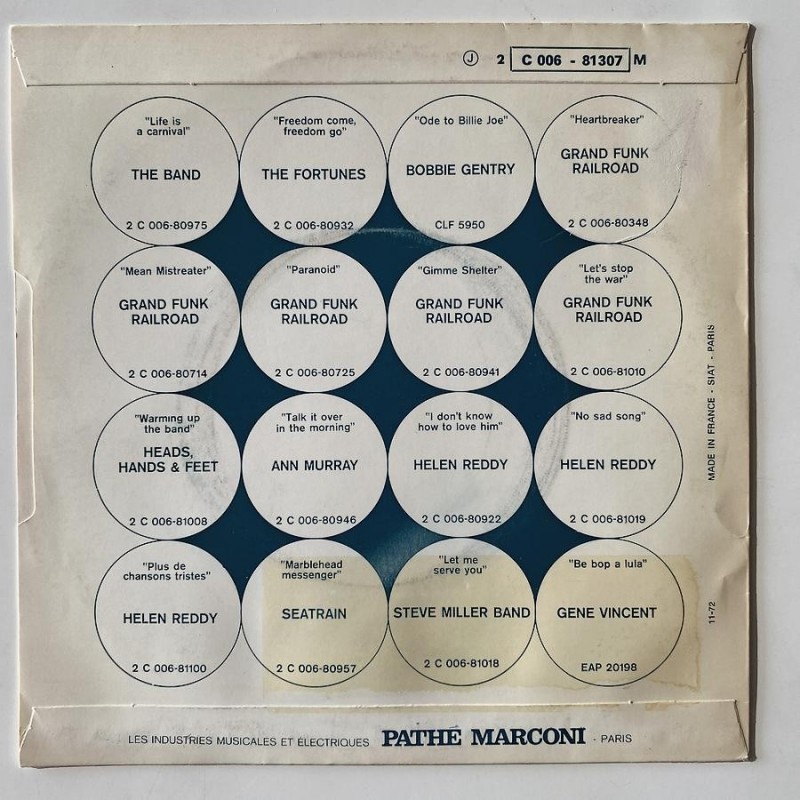 Ⓙ 2 C 006 - 81307 M
"Life is
a carnival"
THE BAND
2 C 006-80975
"Freedom come,
freedom go"
THE FORTUNES
2 C 006-80932
"Ode to Billie Joe"
BOBBIE GENTRY
CLF 5950
"Heartbreaker"
GRAND FUNK
RAILROAD
2 C 006-80348
"Mean Mistreater"
GRAND FUNK
RAILROAD
2 C 006-80714
"Paranoid"
GRAND FUNK
RAILROAD
2 C 006-80725
"Gimme Shelter"
GRAND FUNK
RAILROAD
2 C 006-80941
"Let's stop
the war"
GRAND FUNK
RAILROAD
2 C 006-81010
"Warming up
the band"
HEADS,
HANDS & FEET
2 C 006-81008
"Talk it over
in the morning"
ANN MURRAY
2 C 006-80946
"I don't know
how to love him"
HELEN REDDY
2 C 006-80922
"No sad song"
HELEN REDDY
2 C 006-81019
"Plus de
chansons tristes"
HELEN REDDY
2 C 006-81100
"Marblehead
messenger"
SEATRAIN
2 C 006-80957
"Let me
serve you"
STEVE MILLER BAND
2 C 006-81018
"Be bop a lula"
GENE VINCENT
EAP 20198
MADE IN FRANCE - SIAT - PARIS
11-72
LES INDUSTRIES MUSICALES ET ÉLECTRIQUES PATHÉ MARCONI - PARIS